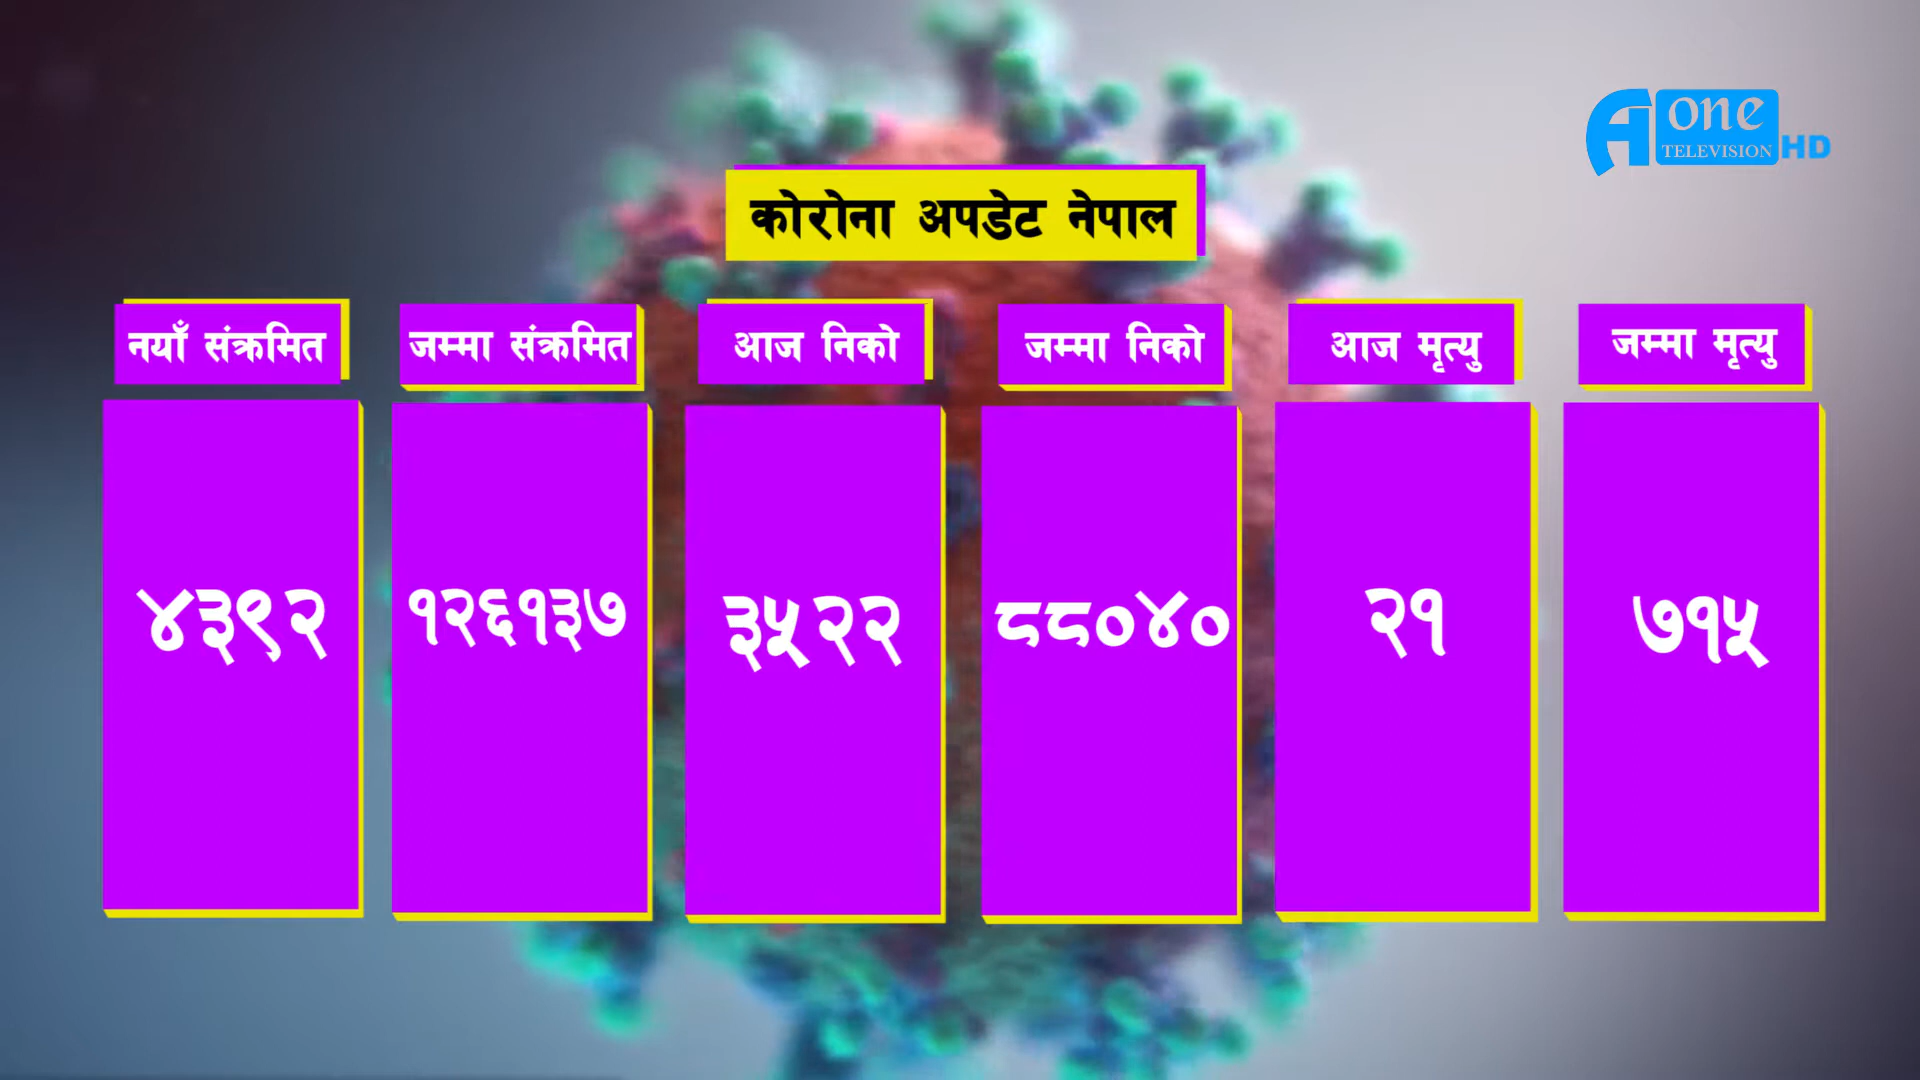 A one
TELEVISION HD
कोरोना अपडेट नेपाल
नयाँ संक्रमित
जम्मा संक्रमित
आज निको
जम्मा निको
आज मृत्यु
जम्मा मृत्यु
४३९२
१२६१३७
३५२२
८८०४०
२१
७१५